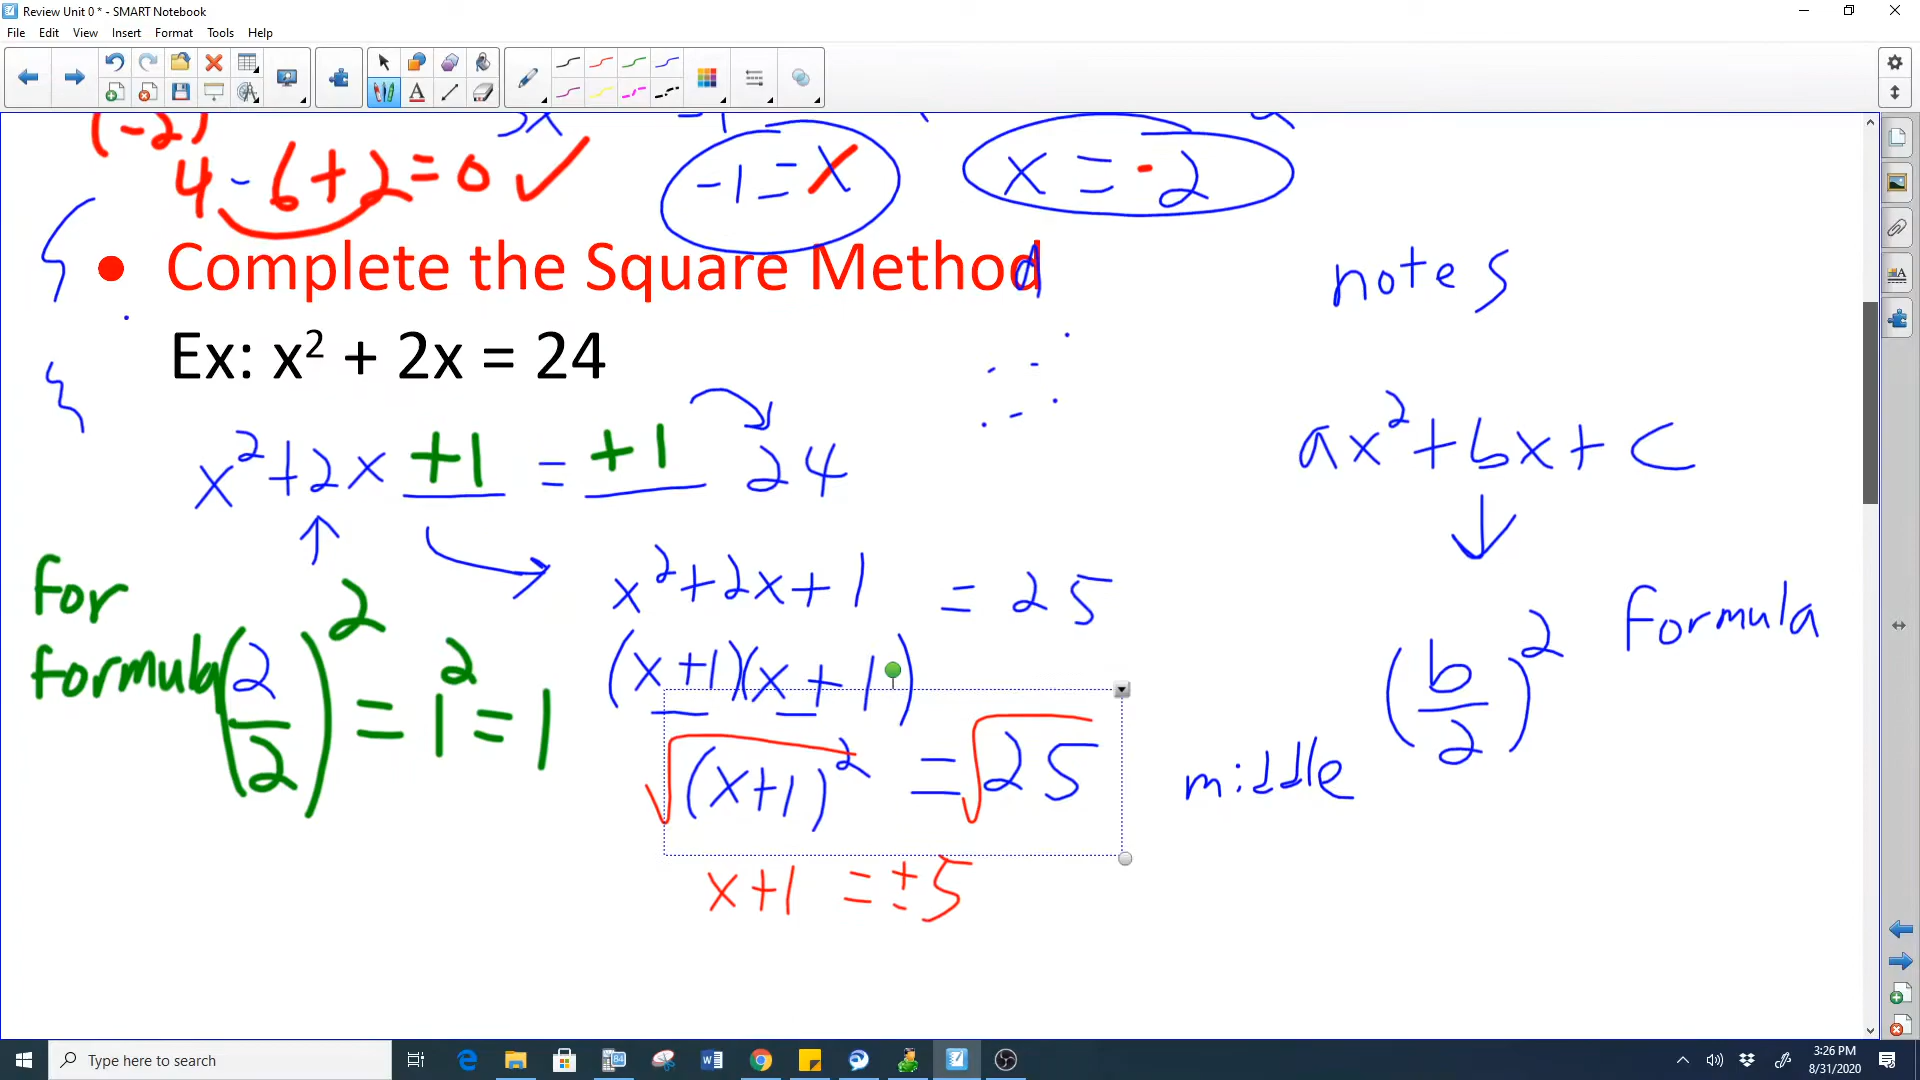 Review Unit 0 * - SMART Notebook
File Edit View Insert Format Tools Help
(-2)
4 - 6 + 2 = 0 ✓
-1 = x
x = -2
• Complete the Square Method
notes
Ex: x² + 2x = 24
x² + 2x +1 = +1 24
ax² + bx + c
x² + 2x + 1 = 25
for
formula (2/2)² = 1² = 1
(x+1)(x+1)
(b/2)² formula
√(x+1)² = √25
middle
x+1 = ±5
Type here to search
3:26 PM
8/31/2020